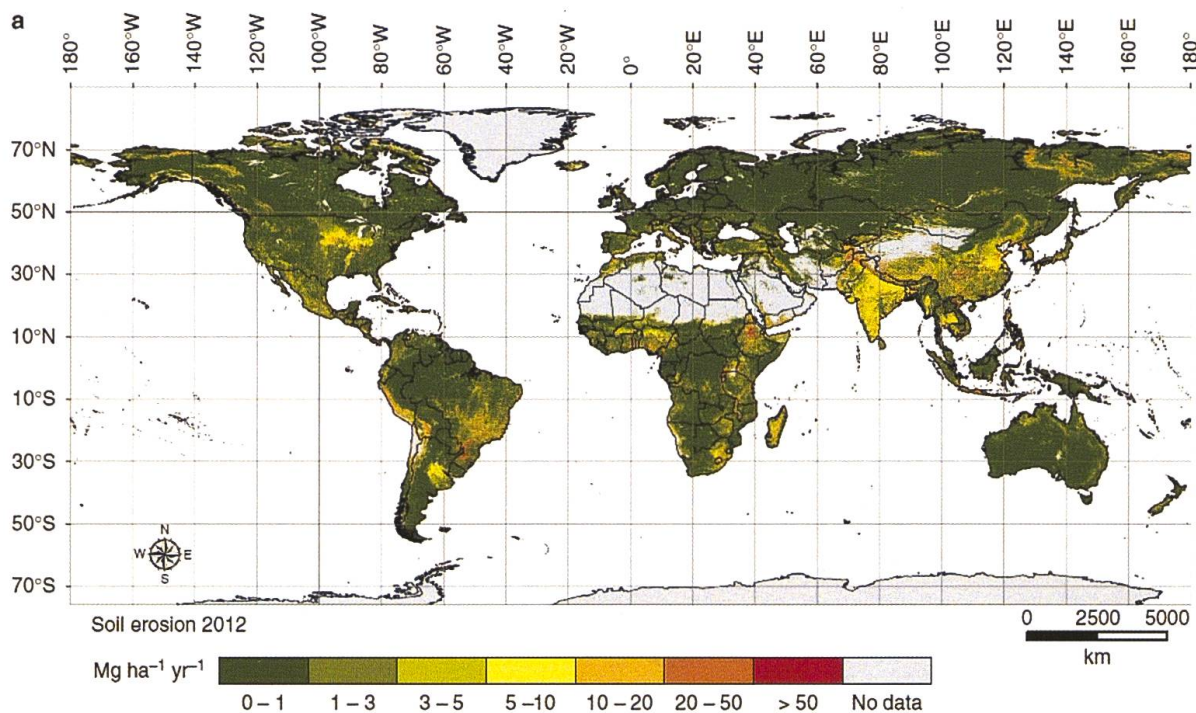 a
180° 160°W 140°W 120°W 100°W 80°W 60°W 40°W 20°W 0° 20°E 40°E 60°E 80°E 100°E 120°E 140°E 160°E 180°
70°N
50°N
30°N
10°N
10°S
30°S
50°S
70°S
N
W E
S
Soil erosion 2012
0 2500 5000
km
Mg ha⁻¹ yr⁻¹
0 – 1 1 – 3 3 – 5 5 –10 10 – 20 20 – 50 > 50 No data